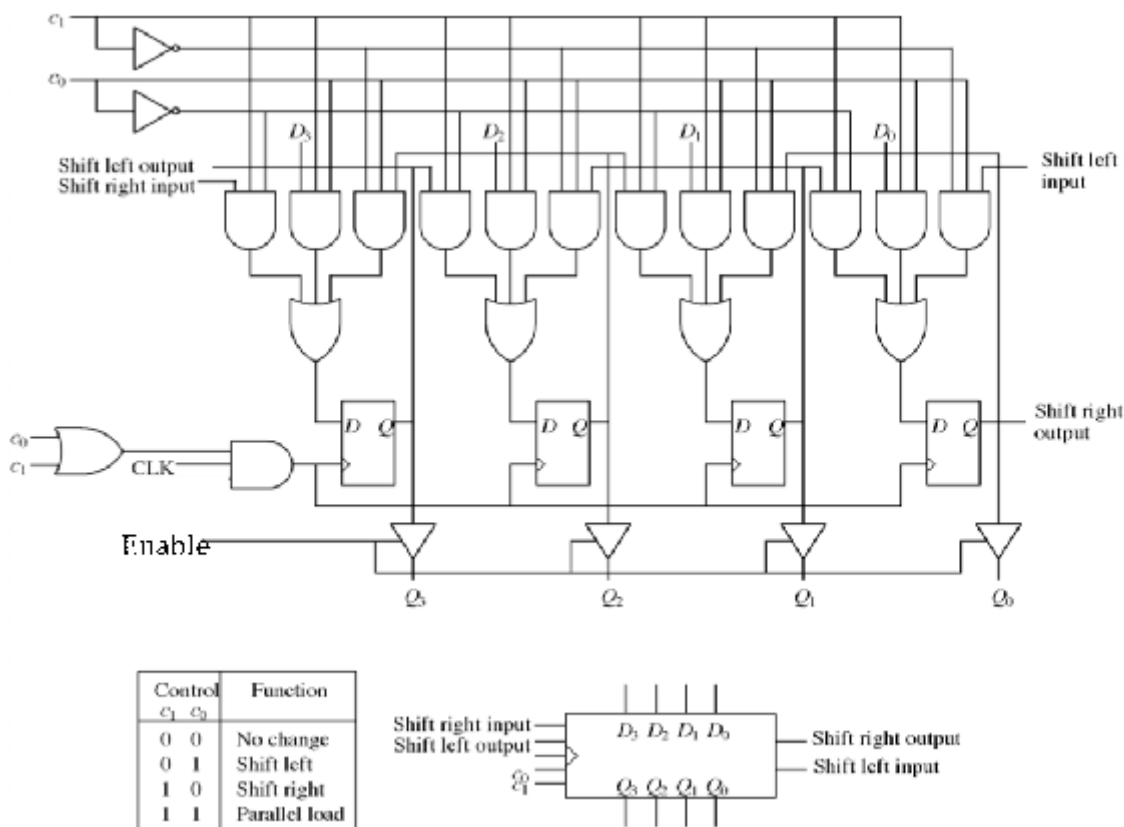 c1
c0
D3 D2 D1 D0
Shift left output
Shift right input
Shift left
input
D Q D Q D Q D Q
Shift right
output
c0
c1
CLK
Enable
Q3 Q2 Q1 Q0
Control Function
c1 c0
0 0 No change
0 1 Shift left
1 0 Shift right
1 1 Parallel load
Shift right input
Shift left output
c0
c1
D3 D2 D1 D0
Q3 Q2 Q1 Q0
Shift right output
Shift left input